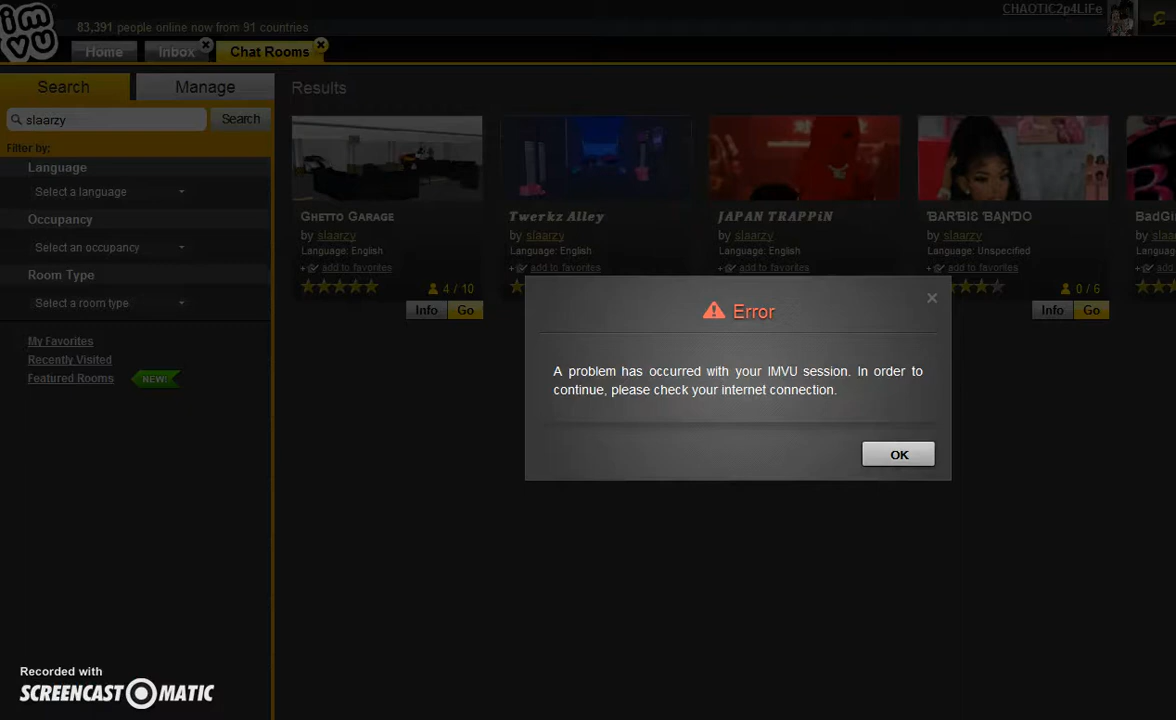 imvu
83,391 people online now from 91 countries
CHAOTIC2p4LiFe
Home
Inbox
Chat Rooms
Search
Manage
slaarzy
Search
Filter by:
Language
Select a language
Occupancy
Select an occupancy
Room Type
Select a room type
My Favorites
Recently Visited
Featured Rooms
NEW!
Results
Ghetto Garage
by slaarzy
Language: English
+ add to favorites
4 / 10
Info
Go
Twerkz Alley
by slaarzy
Language: English
+ add to favorites
JAPAN TRAPPiN
by slaarzy
Language: English
+ add to favorites
BARBIE BANDO
by slaarzy
Language: Unspecified
+ add to favorites
0 / 6
Info
Go
by
Language:
Error
A problem has occurred with your IMVU session. In order to
continue, please check your internet connection.
OK
Recorded with
SCREENCAST MATIC